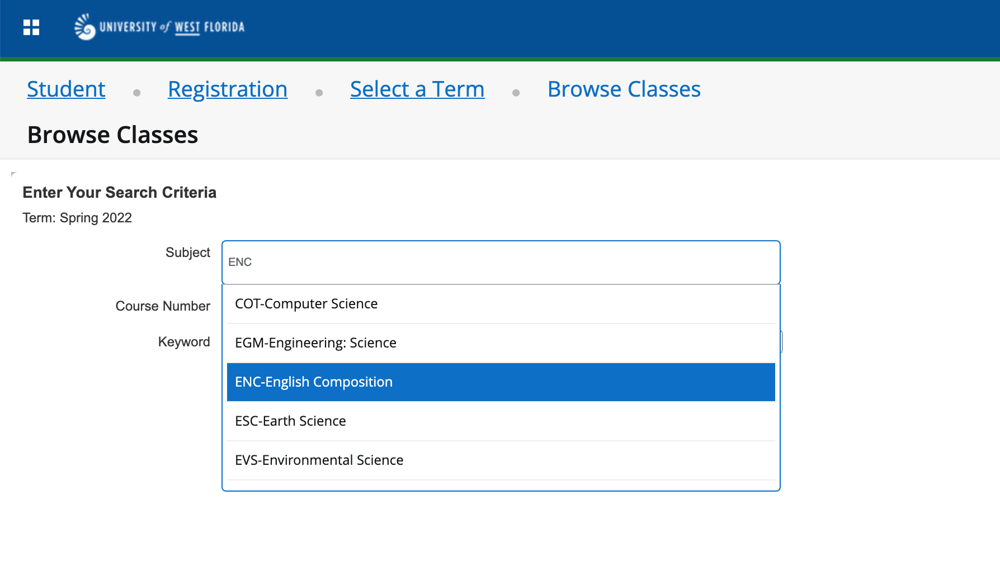 UNIVERSITY of WEST FLORIDA
Student • Registration • Select a Term • Browse Classes
Browse Classes
Enter Your Search Criteria
Term: Spring 2022
Subject
ENC
COT-Computer Science
Course Number
EGM-Engineering: Science
Keyword
ENC-English Composition
ESC-Earth Science
EVS-Environmental Science